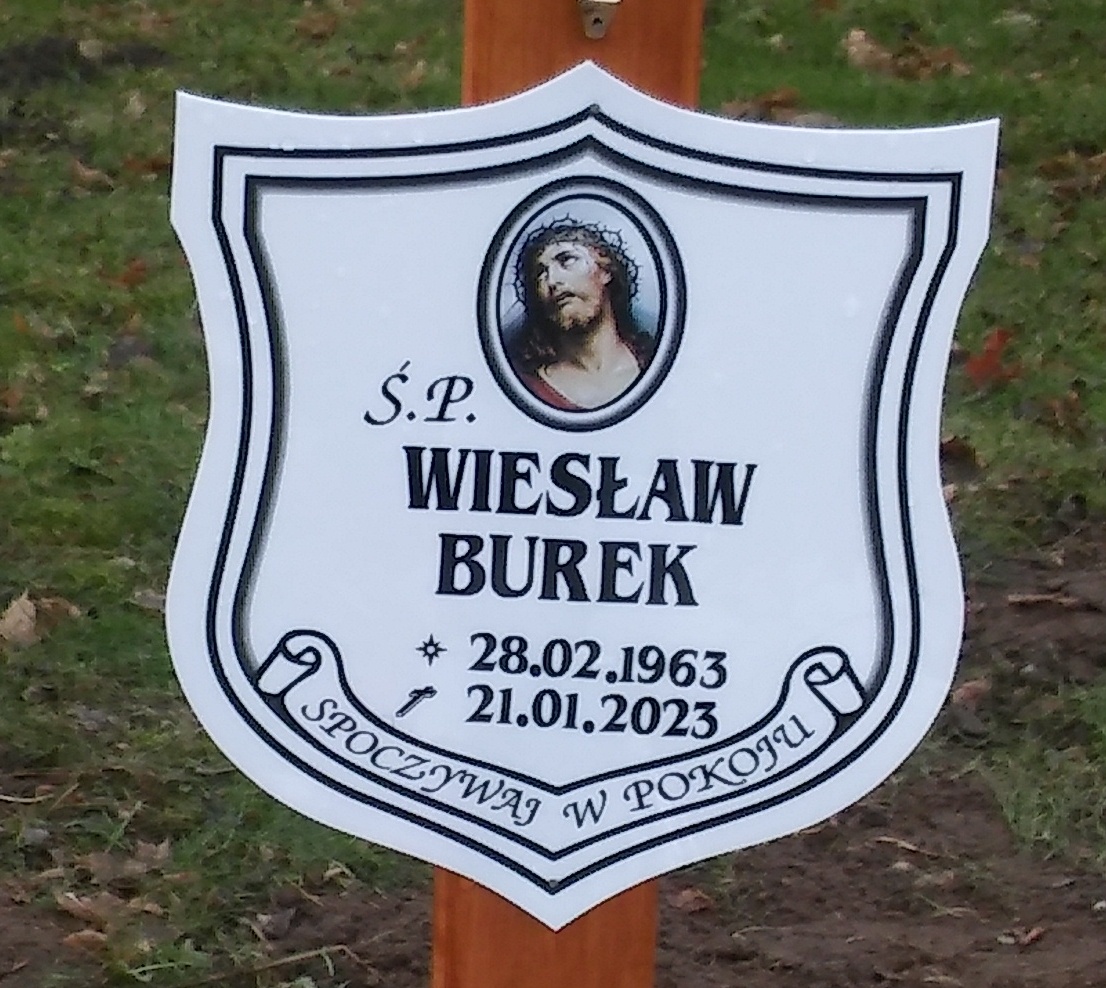 Ś.P.
WIESŁAW
BUREK
28.02.1963
21.01.2023
SPOCZYWAJ W POKOJU